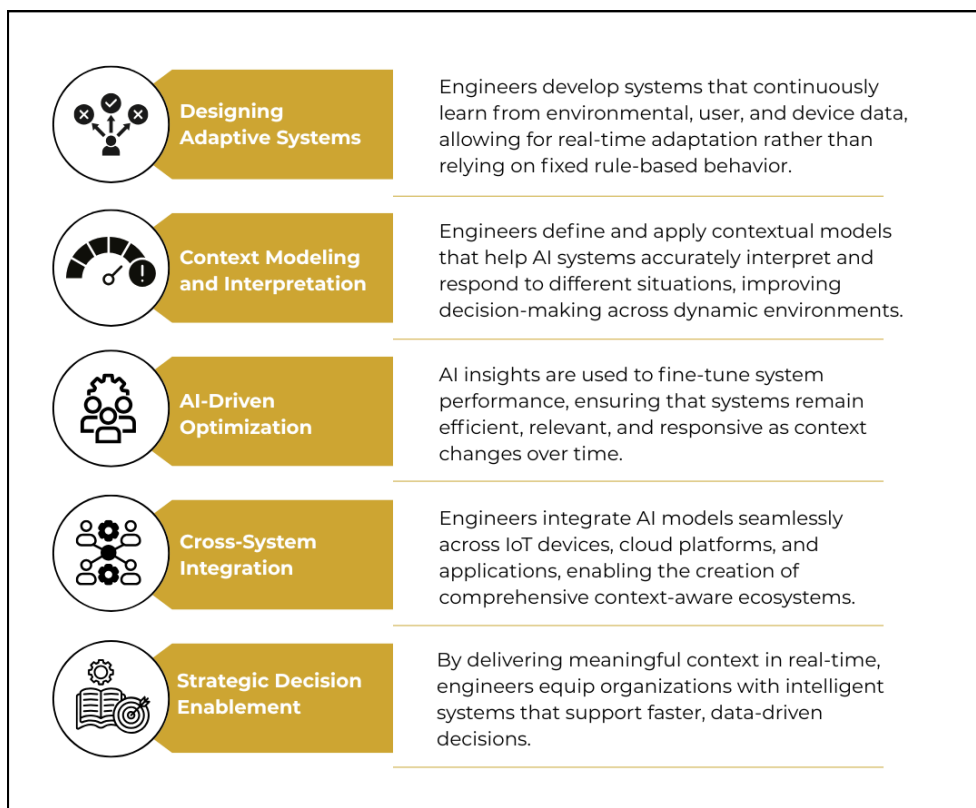 Designing
Adaptive Systems
Engineers develop systems that continuously
learn from environmental, user, and device data,
allowing for real-time adaptation rather than
relying on fixed rule-based behavior.
Context Modeling
and Interpretation
Engineers define and apply contextual models
that help AI systems accurately interpret and
respond to different situations, improving
decision-making across dynamic environments.
AI-Driven
Optimization
AI insights are used to fine-tune system
performance, ensuring that systems remain
efficient, relevant, and responsive as context
changes over time.
Cross-System
Integration
Engineers integrate AI models seamlessly
across IoT devices, cloud platforms, and
applications, enabling the creation of
comprehensive context-aware ecosystems.
Strategic Decision
Enablement
By delivering meaningful context in real-time,
engineers equip organizations with intelligent
systems that support faster, data-driven
decisions.